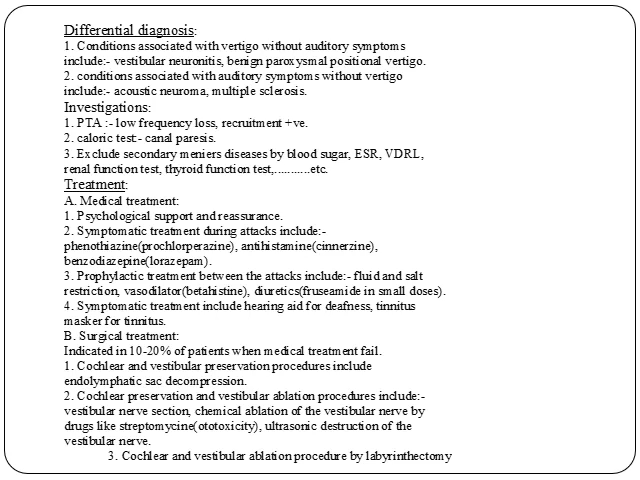 Differential diagnosis:
1. Conditions associated with vertigo without auditory symptoms
include:- vestibular neuronitis, benign paroxysmal positional vertigo.
2. conditions associated with auditory symptoms without vertigo
include:- acoustic neuroma, multiple sclerosis.
Investigations:
1. PTA :- low frequency loss, recruitment +ve.
2. caloric test:- canal paresis.
3. Exclude secondary meniers diseases by blood sugar, ESR, VDRL,
renal function test, thyroid function test,...........etc.
Treatment:
A. Medical treatment:
1. Psychological support and reassurance.
2. Symptomatic treatment during attacks include:-
phenothiazine(prochlorperazine), antihistamine(cinnerzine),
benzodiazepine(lorazepam).
3. Prophylactic treatment between the attacks include:- fluid and salt
restriction, vasodilator(betahistine), diuretics(fruseamide in small doses).
4. Symptomatic treatment include hearing aid for deafness, tinnitus
masker for tinnitus.
B. Surgical treatment:
Indicated in 10-20% of patients when medical treatment fail.
1. Cochlear and vestibular preservation procedures include
endolymphatic sac decompression.
2. Cochlear preservation and vestibular ablation procedures include:-
vestibular nerve section, chemical ablation of the vestibular nerve by
drugs like streptomycine(ototoxicity), ultrasonic destruction of the
vestibular nerve.
3. Cochlear and vestibular ablation procedure by labyrinthectomy